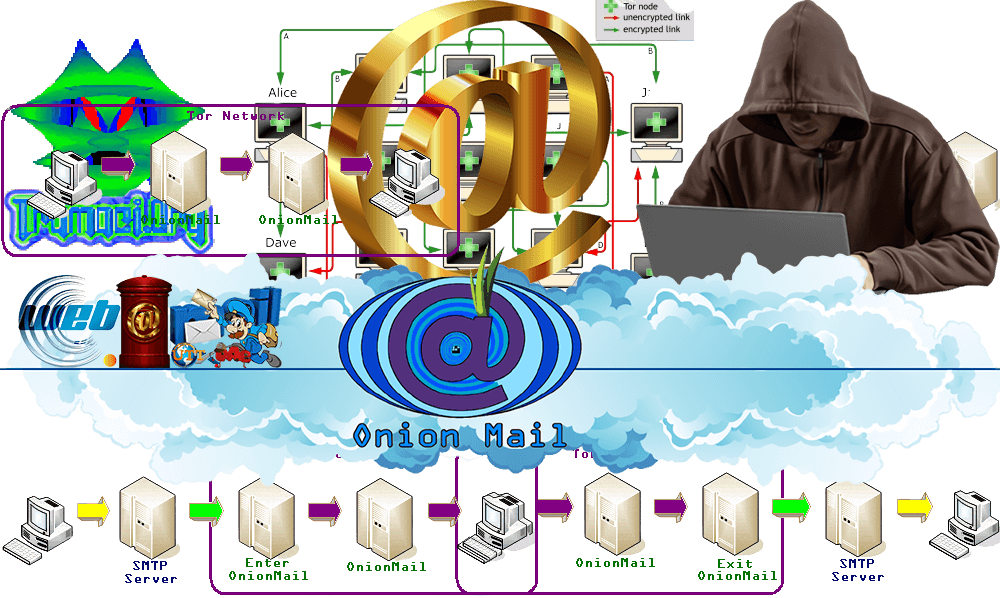 Tor node
unencrypted link
encrypted link
A
B
B
Alice
Tor Network
J
OnionMail
OnionMail
Dave
D
web
@
Onion Mail
SMTP
Server
Enter
OnionMail
OnionMail
OnionMail
Exit
OnionMail
SMTP
Server